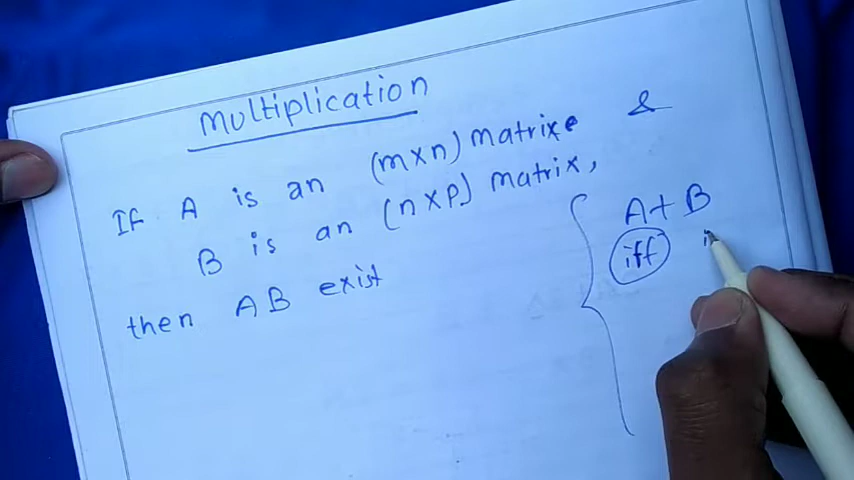 Multiplication
If A is an (m×n) matrixe &
B is an (n×p) matrix,
then AB exist
A+B
iff i